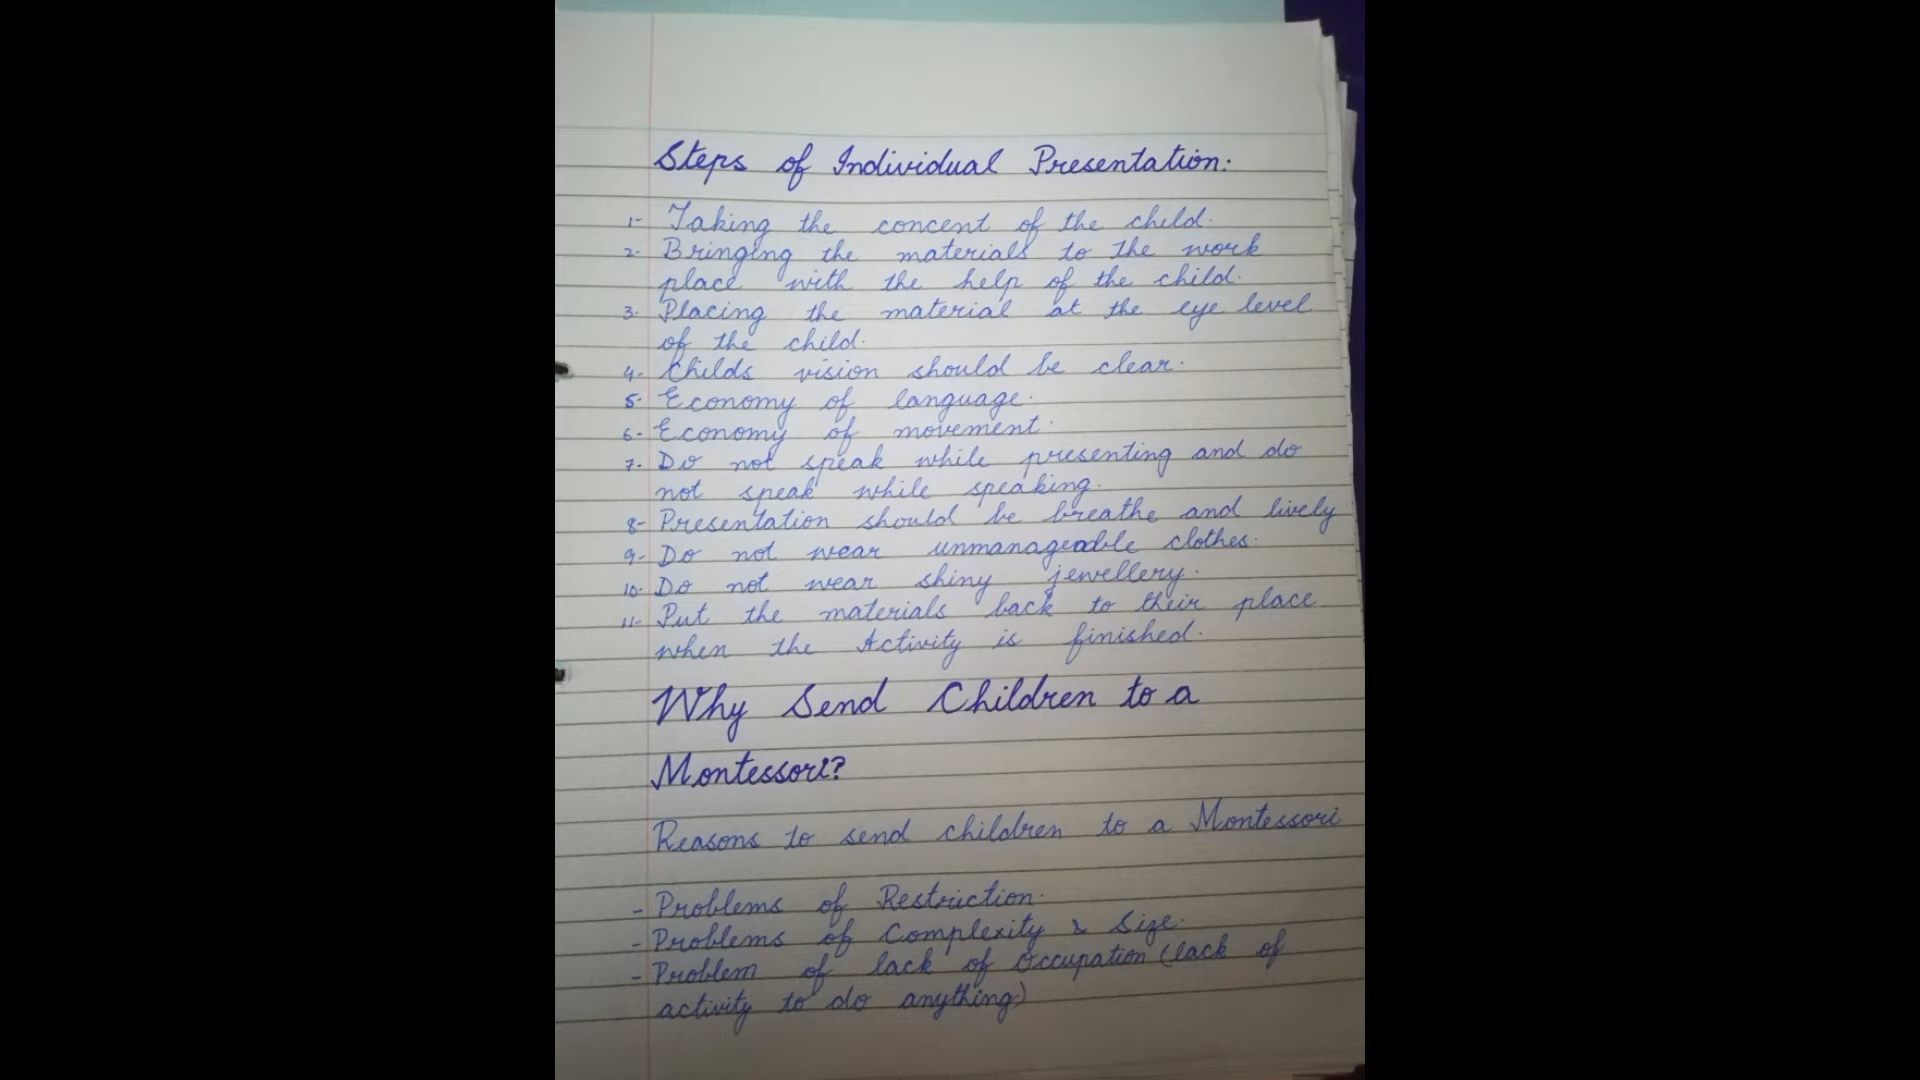 Steps of Individual Presentation:
1- Taking the concent of the child.
2- Bringing the materials to the work
place with the help of the child.
3- Placing the material at the eye level
of the child.
4- Childs vision should be clear.
5- Economy of language.
6- Economy of movement.
7- Do not speak while presenting and do
not speak while speaking.
8- Presentation should be breathe and lively
9- Do not wear unmanageable clothes.
10- Do not wear shiny jewellery.
11- Put the materials back to their place
when the Activity is finished.
Why Send Children to a
Montessori?
Reasons to send children to a Montessori
- Problems of Restriction.
- Problems of Complexity & Size.
- Problem of lack of Occupation (lack of
activity to do anything)